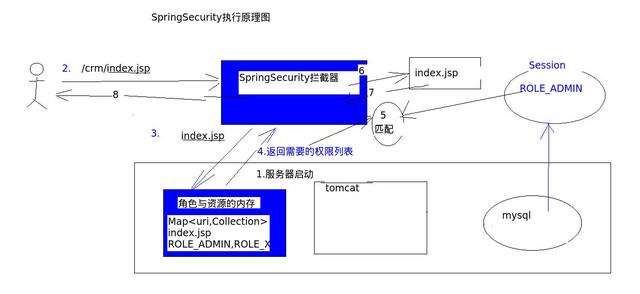 SpringSecurity执行原理图
2. /crm/index.jsp
SpringSecurity拦截器
6
index.jsp
Session
7
8
ROLE_ADMIN
5
匹配
3. index.jsp
4.返回需要的权限列表
1.服务器启动
角色与资源的内存
tomcat
Map<uri,Collection>
index.jsp
ROLE_ADMIN,ROLE_X
mysql